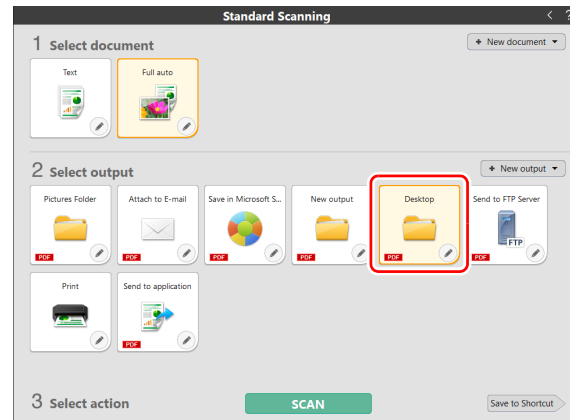 Standard Scanning < ?
1 Select document
+ New document
Text
Full auto
2 Select output
+ New output
Pictures Folder
Attach to E-mail
Save in Microsoft S...
New output
Desktop
Send to FTP Server
PDF
PDF
PDF
PDF
PDF
PDF
FTP
Print
Send to application
PDF
3 Select action
SCAN
Save to Shortcut